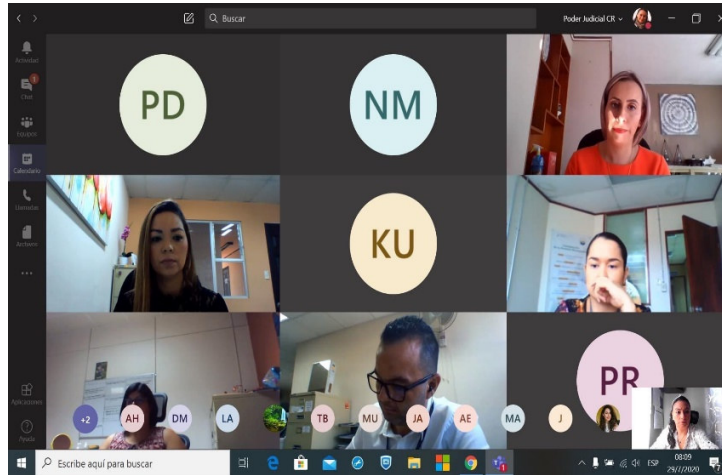 Buscar
Poder Judicial CR
Actividad
Chat
Equipos
Calendario
Llamadas
Archivos
Aplicaciones
Ayuda
PD
NM
KU
PR
+2
AH
DM
LA
TB
MU
JA
AE
MA
J
Escribe aquí para buscar
ESP
08:09
29/7/2020